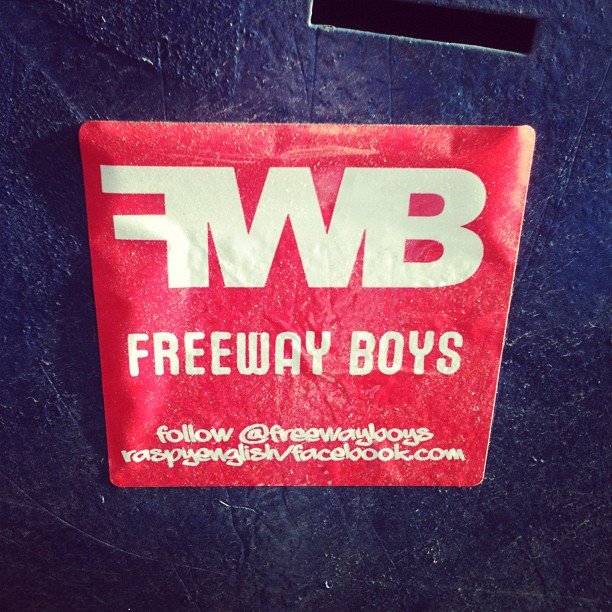 FWB
FREEWAY BOYS
follow @freewayboys
raspyenglish/facebook.com